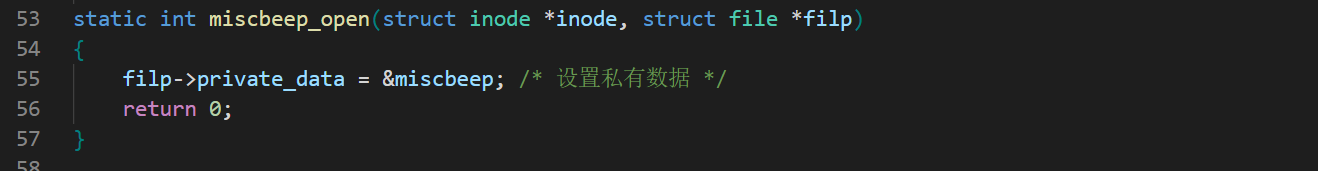 53 static int miscbeep_open(struct inode *inode, struct file *filp)
54 {
55     filp->private_data = &miscbeep; /* 设置私有数据 */
56     return 0;
57 }
58